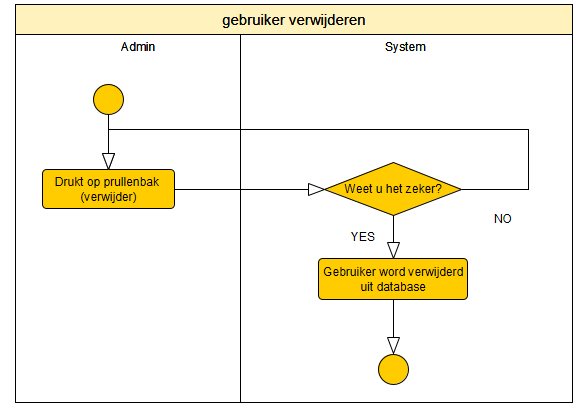 gebruiker verwijderen
Admin
System
Drukt op prullenbak
(verwijder)
Weet u het zeker?
NO
YES
Gebruiker word verwijderd
uit database